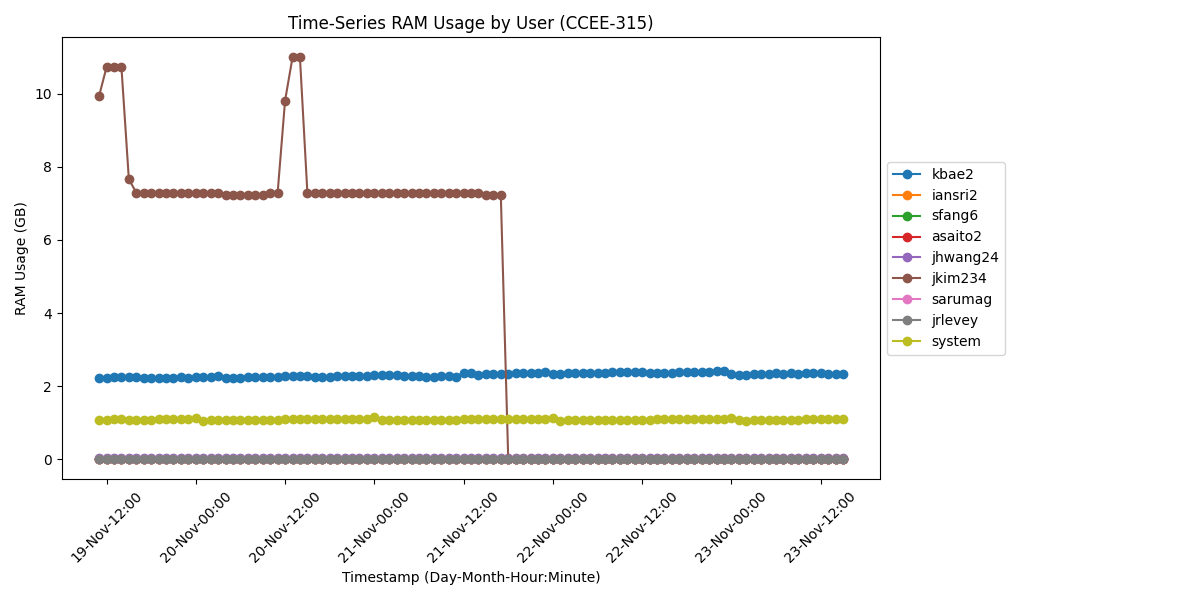 Time-Series RAM Usage by User (CCEE-315)
RAM Usage (GB)
10
8
6
4
2
0
19-Nov-12:00
20-Nov-00:00
20-Nov-12:00
21-Nov-00:00
21-Nov-12:00
22-Nov-00:00
22-Nov-12:00
23-Nov-00:00
23-Nov-12:00
Timestamp (Day-Month-Hour:Minute)
kbae2
iansri2
sfang6
asaito2
jhwang24
jkim234
sarumag
jrlevey
system